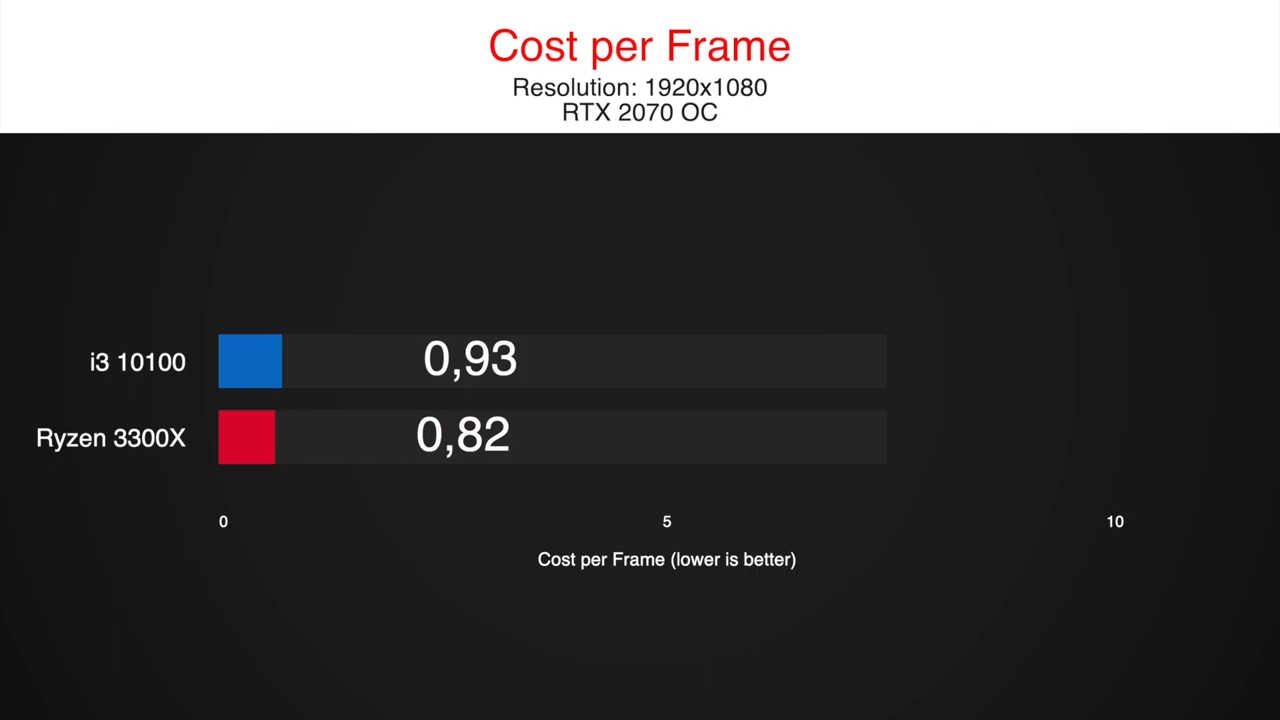 Cost per Frame
Resolution: 1920x1080
RTX 2070 OC
i3 10100
0,93
Ryzen 3300X
0,82
0 5 10
Cost per Frame (lower is better)